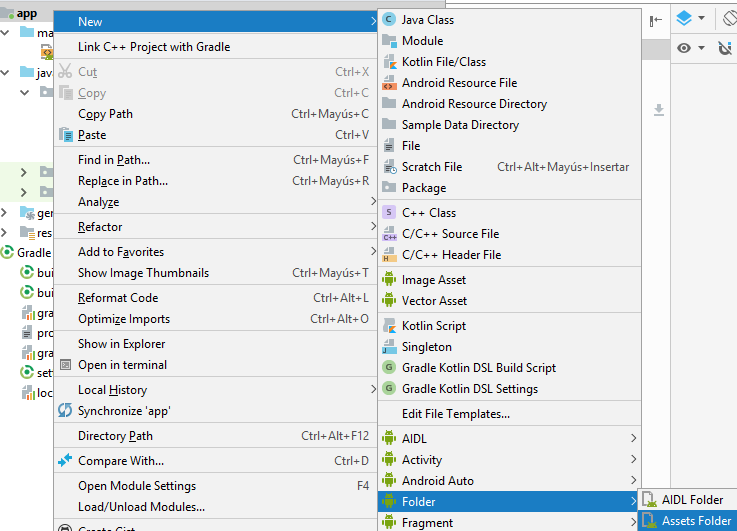 app
New
Link C++ Project with Gradle
Cut Ctrl+X
Copy Ctrl+C
Copy Path Ctrl+Mayús+C
Paste Ctrl+V
Find in Path... Ctrl+Mayús+F
Replace in Path... Ctrl+Mayús+R
Analyze
Refactor
Add to Favorites
Show Image Thumbnails Ctrl+Mayús+T
Reformat Code Ctrl+Alt+L
Optimize Imports Ctrl+Alt+O
Show in Explorer
Open in terminal
Local History
Synchronize 'app'
Directory Path Ctrl+Alt+F12
Compare With... Ctrl+D
Open Module Settings F4
Load/Unload Modules...
Create Gist...
ma
jav
ger
res
Gradle
bui
bui
gra
pro
gra
set
loc
Java Class
Module
Kotlin File/Class
Android Resource File
Android Resource Directory
Sample Data Directory
File
Scratch File Ctrl+Alt+Mayús+Insertar
Package
C++ Class
C/C++ Source File
C/C++ Header File
Image Asset
Vector Asset
Kotlin Script
Singleton
Gradle Kotlin DSL Build Script
Gradle Kotlin DSL Settings
Edit File Templates...
AIDL
Activity
Android Auto
Folder
Fragment
AIDL Folder
Assets Folder